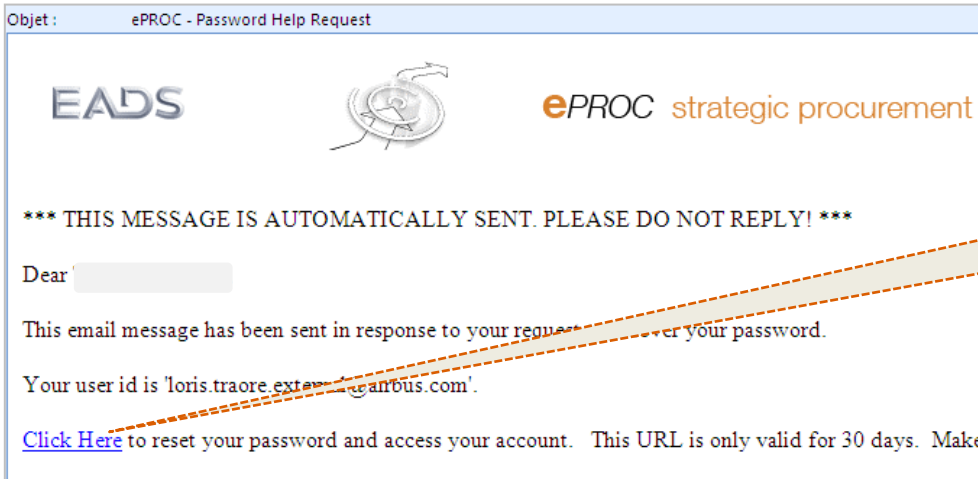 Objet : ePROC - Password Help Request
EADS
ePROC strategic procurement
*** THIS MESSAGE IS AUTOMATICALLY SENT. PLEASE DO NOT REPLY! ***
Dear
This email message has been sent in response to your request your password.
Your user id is 'loris.traore.external@airbus.com'.
Click Here to reset your password and access your account. This URL is only valid for 30 days. Make